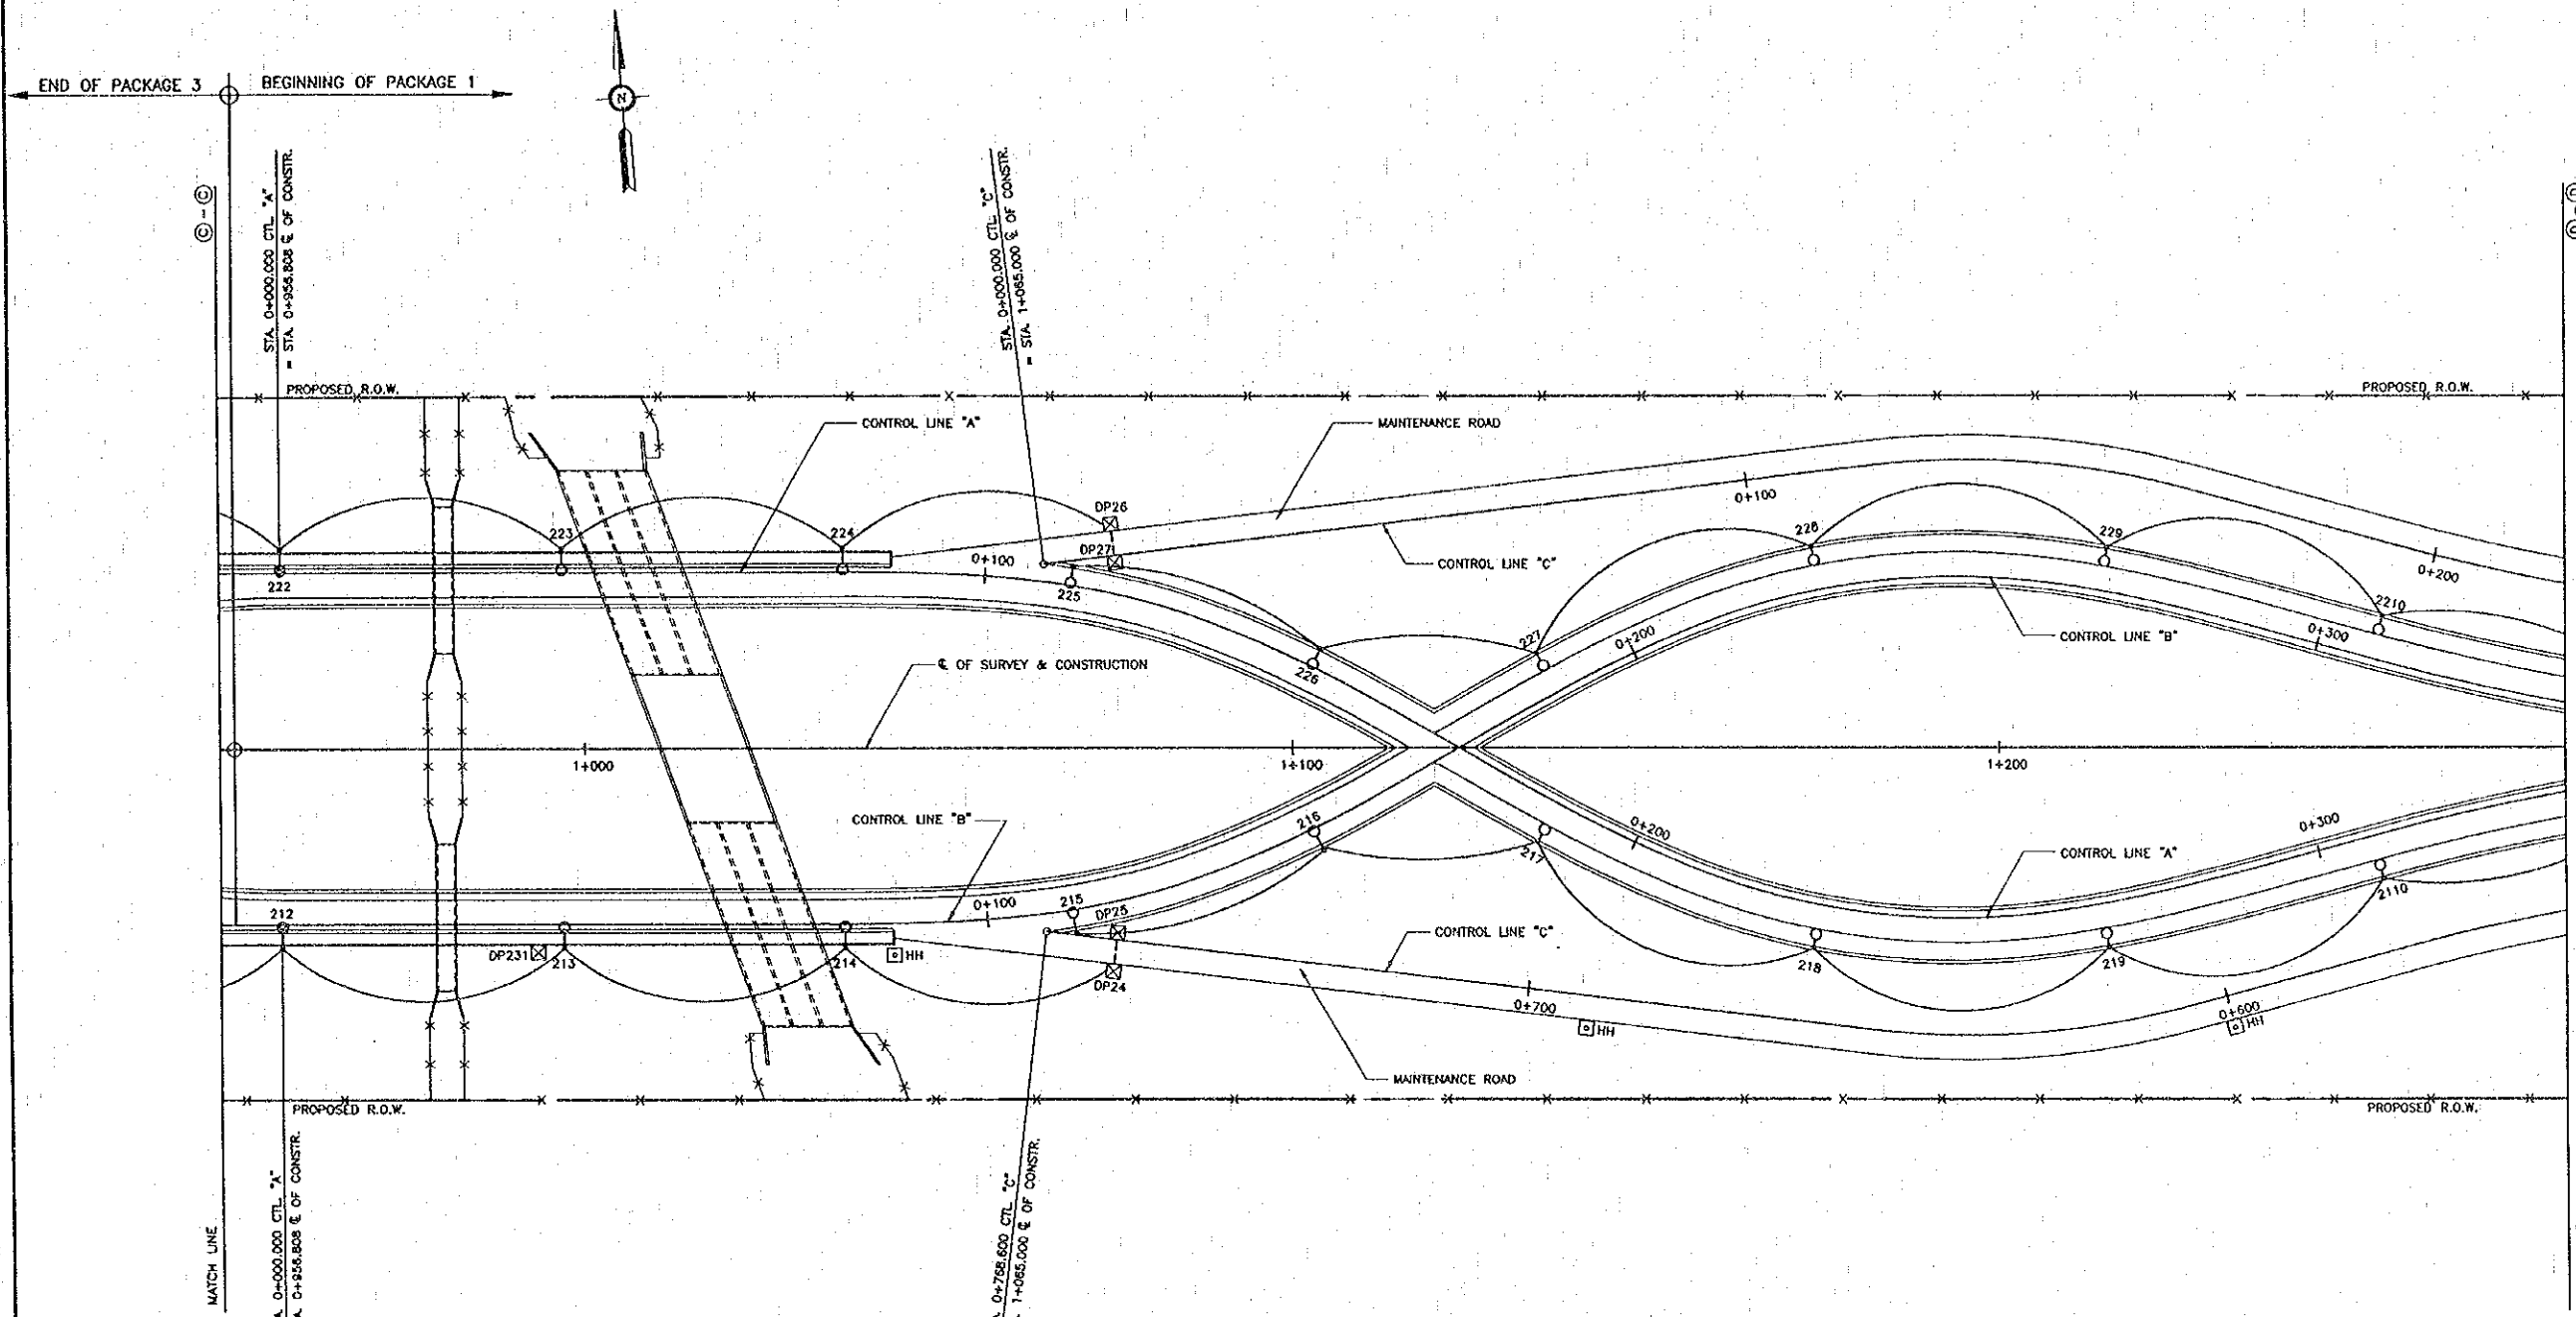 END OF PACKAGE 3
BEGINNING OF PACKAGE 1
N
Ⓒ - Ⓒ
STA. 0+000.000 CTL "A"
= STA. 0+956.808 ℄ OF CONSTR.
STA. 0+000.000 CTL "C"
= STA. 1+065.000 ℄ OF CONSTR.
PROPOSED R.O.W.
PROPOSED R.O.W.
CONTROL LINE "A"
MAINTENANCE ROAD
0+100
DP26
223
224
228
229
DP271
0+100
CONTROL LINE "C"
0+200
222
225
2210
227
0+200
0+300
CONTROL LINE "B"
℄ OF SURVEY & CONSTRUCTION
226
1+000
1+100
1+200
CONTROL LINE "B"
216
0+200
0+300
217
CONTROL LINE "A"
2110
212
0+100
215
DP25
CONTROL LINE "C"
DP231
213
214
HH
218
219
DP24
0+700
HH
0+600
HH
MAINTENANCE ROAD
PROPOSED R.O.W.
PROPOSED R.O.W.
MATCH LINE
0+000.000 CTL "A"
0+956.808 ℄ OF CONSTR.
0+768.600 CTL "C"
1+065.000 ℄ OF CONSTR.